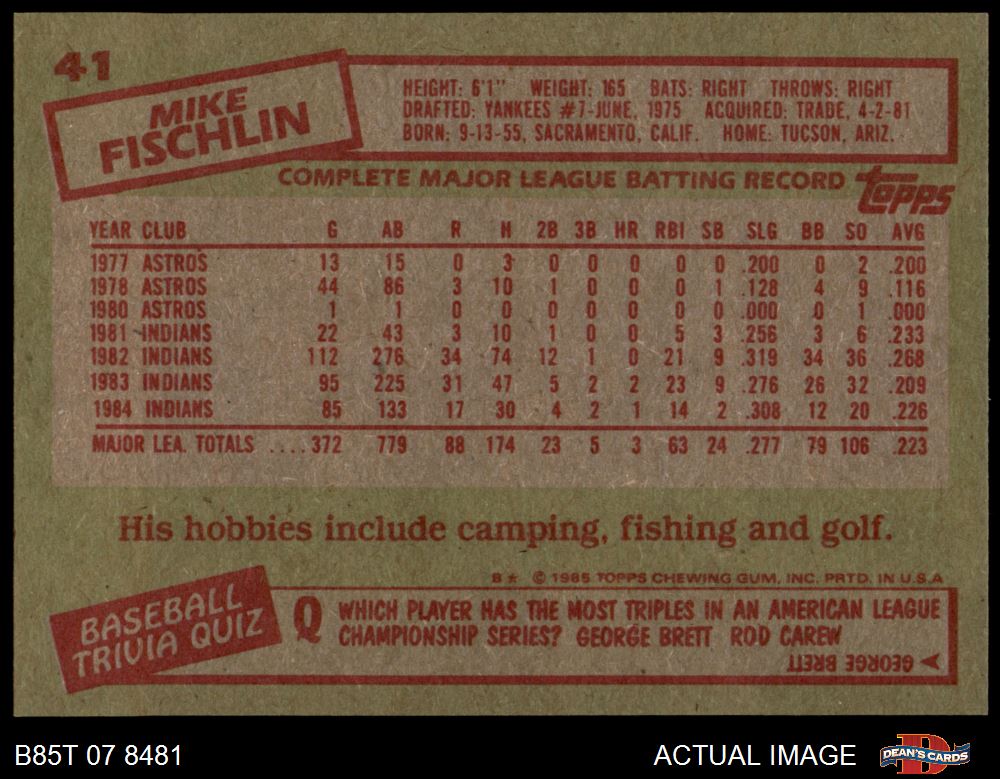 41
MIKE
FISCHLIN
HEIGHT: 6'1" WEIGHT: 165 BATS: RIGHT THROWS: RIGHT
DRAFTED: YANKEES #7-JUNE, 1975 ACQUIRED: TRADE, 4-2-81
BORN: 9-13-55, SACRAMENTO, CALIF. HOME: TUCSON, ARIZ.
COMPLETE MAJOR LEAGUE BATTING RECORD topps
YEAR CLUB G AB R H 2B 3B HR RBI SB SLG BB SO AVG
1977 ASTROS 13 15 0 3 0 0 0 0 0 .200 0 2 .200
1978 ASTROS 44 86 3 10 1 0 0 0 1 .128 4 9 .116
1980 ASTROS 1 1 0 0 0 0 0 0 0 .000 0 1 .000
1981 INDIANS 22 43 3 10 1 0 0 5 3 .256 3 6 .233
1982 INDIANS 112 276 34 74 12 1 0 21 9 .319 34 36 .268
1983 INDIANS 95 225 31 47 5 2 2 23 9 .276 26 32 .209
1984 INDIANS 85 133 17 30 4 2 1 14 2 .308 12 20 .226
MAJOR LEA. TOTALS ....372 779 88 174 23 5 3 63 24 .277 79 106 .223
His hobbies include camping, fishing and golf.
B* © 1985 TOPPS CHEWING GUM, INC. PRTD. IN U.S.A
BASEBALL
TRIVIA QUIZ
Q WHICH PLAYER HAS THE MOST TRIPLES IN AN AMERICAN LEAGUE
CHAMPIONSHIP SERIES? GEORGE BRETT ROD CAREW
GEORGE BRETT
B85T 07 8481
ACTUAL IMAGE
D
DEAN'S CARDS